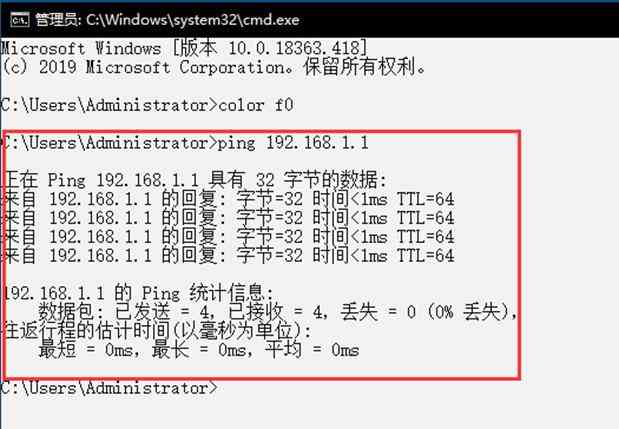 管理员: C:\Windows\system32\cmd.exe
Microsoft Windows [版本 10.0.18363.418]
(c) 2019 Microsoft Corporation。保留所有权利。
C:\Users\Administrator>color f0
C:\Users\Administrator>ping 192.168.1.1
正在 Ping 192.168.1.1 具有 32 字节的数据:
来自 192.168.1.1 的回复: 字节=32 时间<1ms TTL=64
来自 192.168.1.1 的回复: 字节=32 时间<1ms TTL=64
来自 192.168.1.1 的回复: 字节=32 时间<1ms TTL=64
来自 192.168.1.1 的回复: 字节=32 时间<1ms TTL=64
192.168.1.1 的 Ping 统计信息:
数据包: 已发送 = 4, 已接收 = 4, 丢失 = 0 (0% 丢失),
往返行程的估计时间(以毫秒为单位):
最短 = 0ms, 最长 = 0ms, 平均 = 0ms
C:\Users\Administrator>